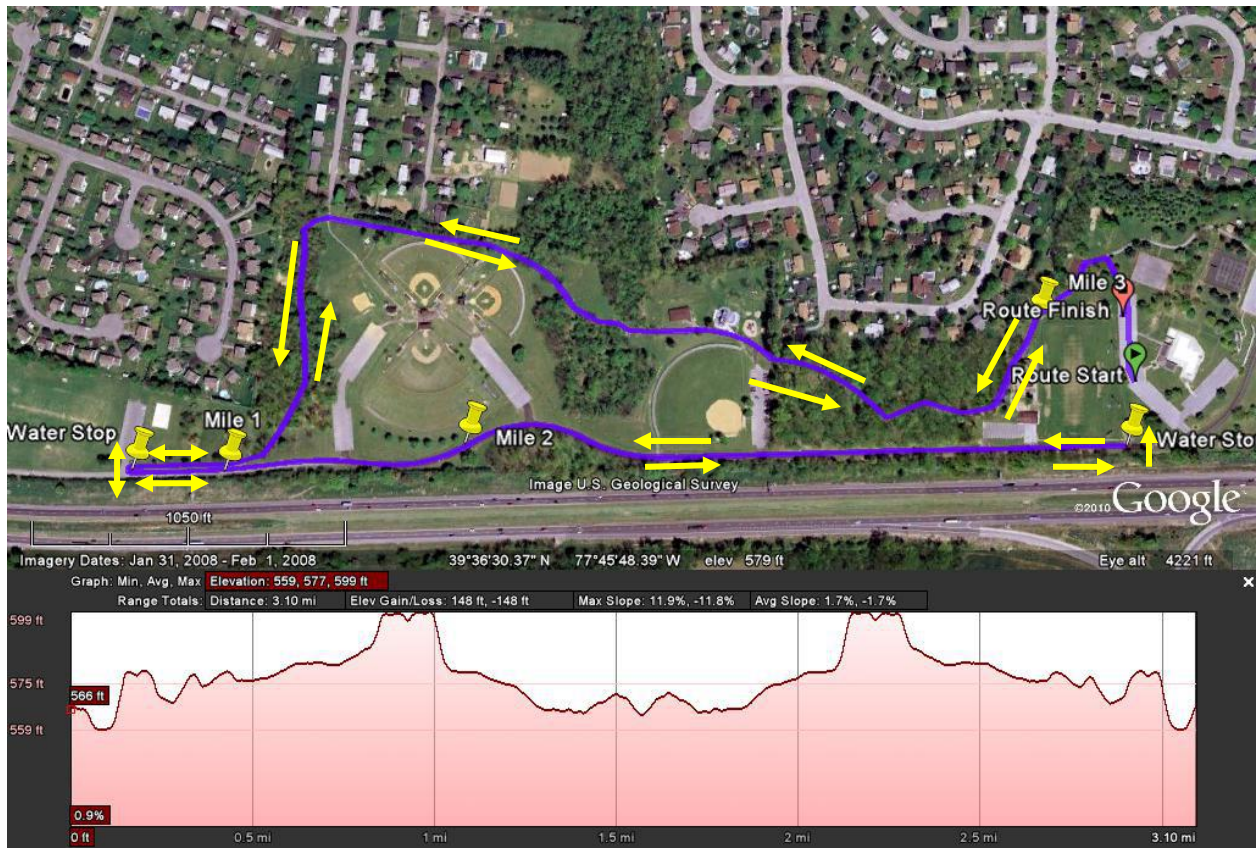 Mile 3
Route Finish
Route Start
Mile 1
Water Stop
Mile 2
Water Sto
Image U.S. Geological Survey
©2010 Google
1050 ft
Imagery Dates: Jan 31, 2008 - Feb 1, 2008 39°36'30.37" N 77°45'48.39" W elev 579 ft Eye alt 4221 ft
Graph: Min, Avg, Max Elevation: 559, 577, 599 ft
Range Totals: Distance: 3.10 mi Elev Gain/Loss: 148 ft, -148 ft Max Slope: 11.9%, -11.8% Avg Slope: 1.7%, -1.7%
599 ft
575 ft
566 ft
559 ft
0.9%
0 ft 0.5 mi 1 mi 1.5 mi 2 mi 2.5 mi 3.10 mi